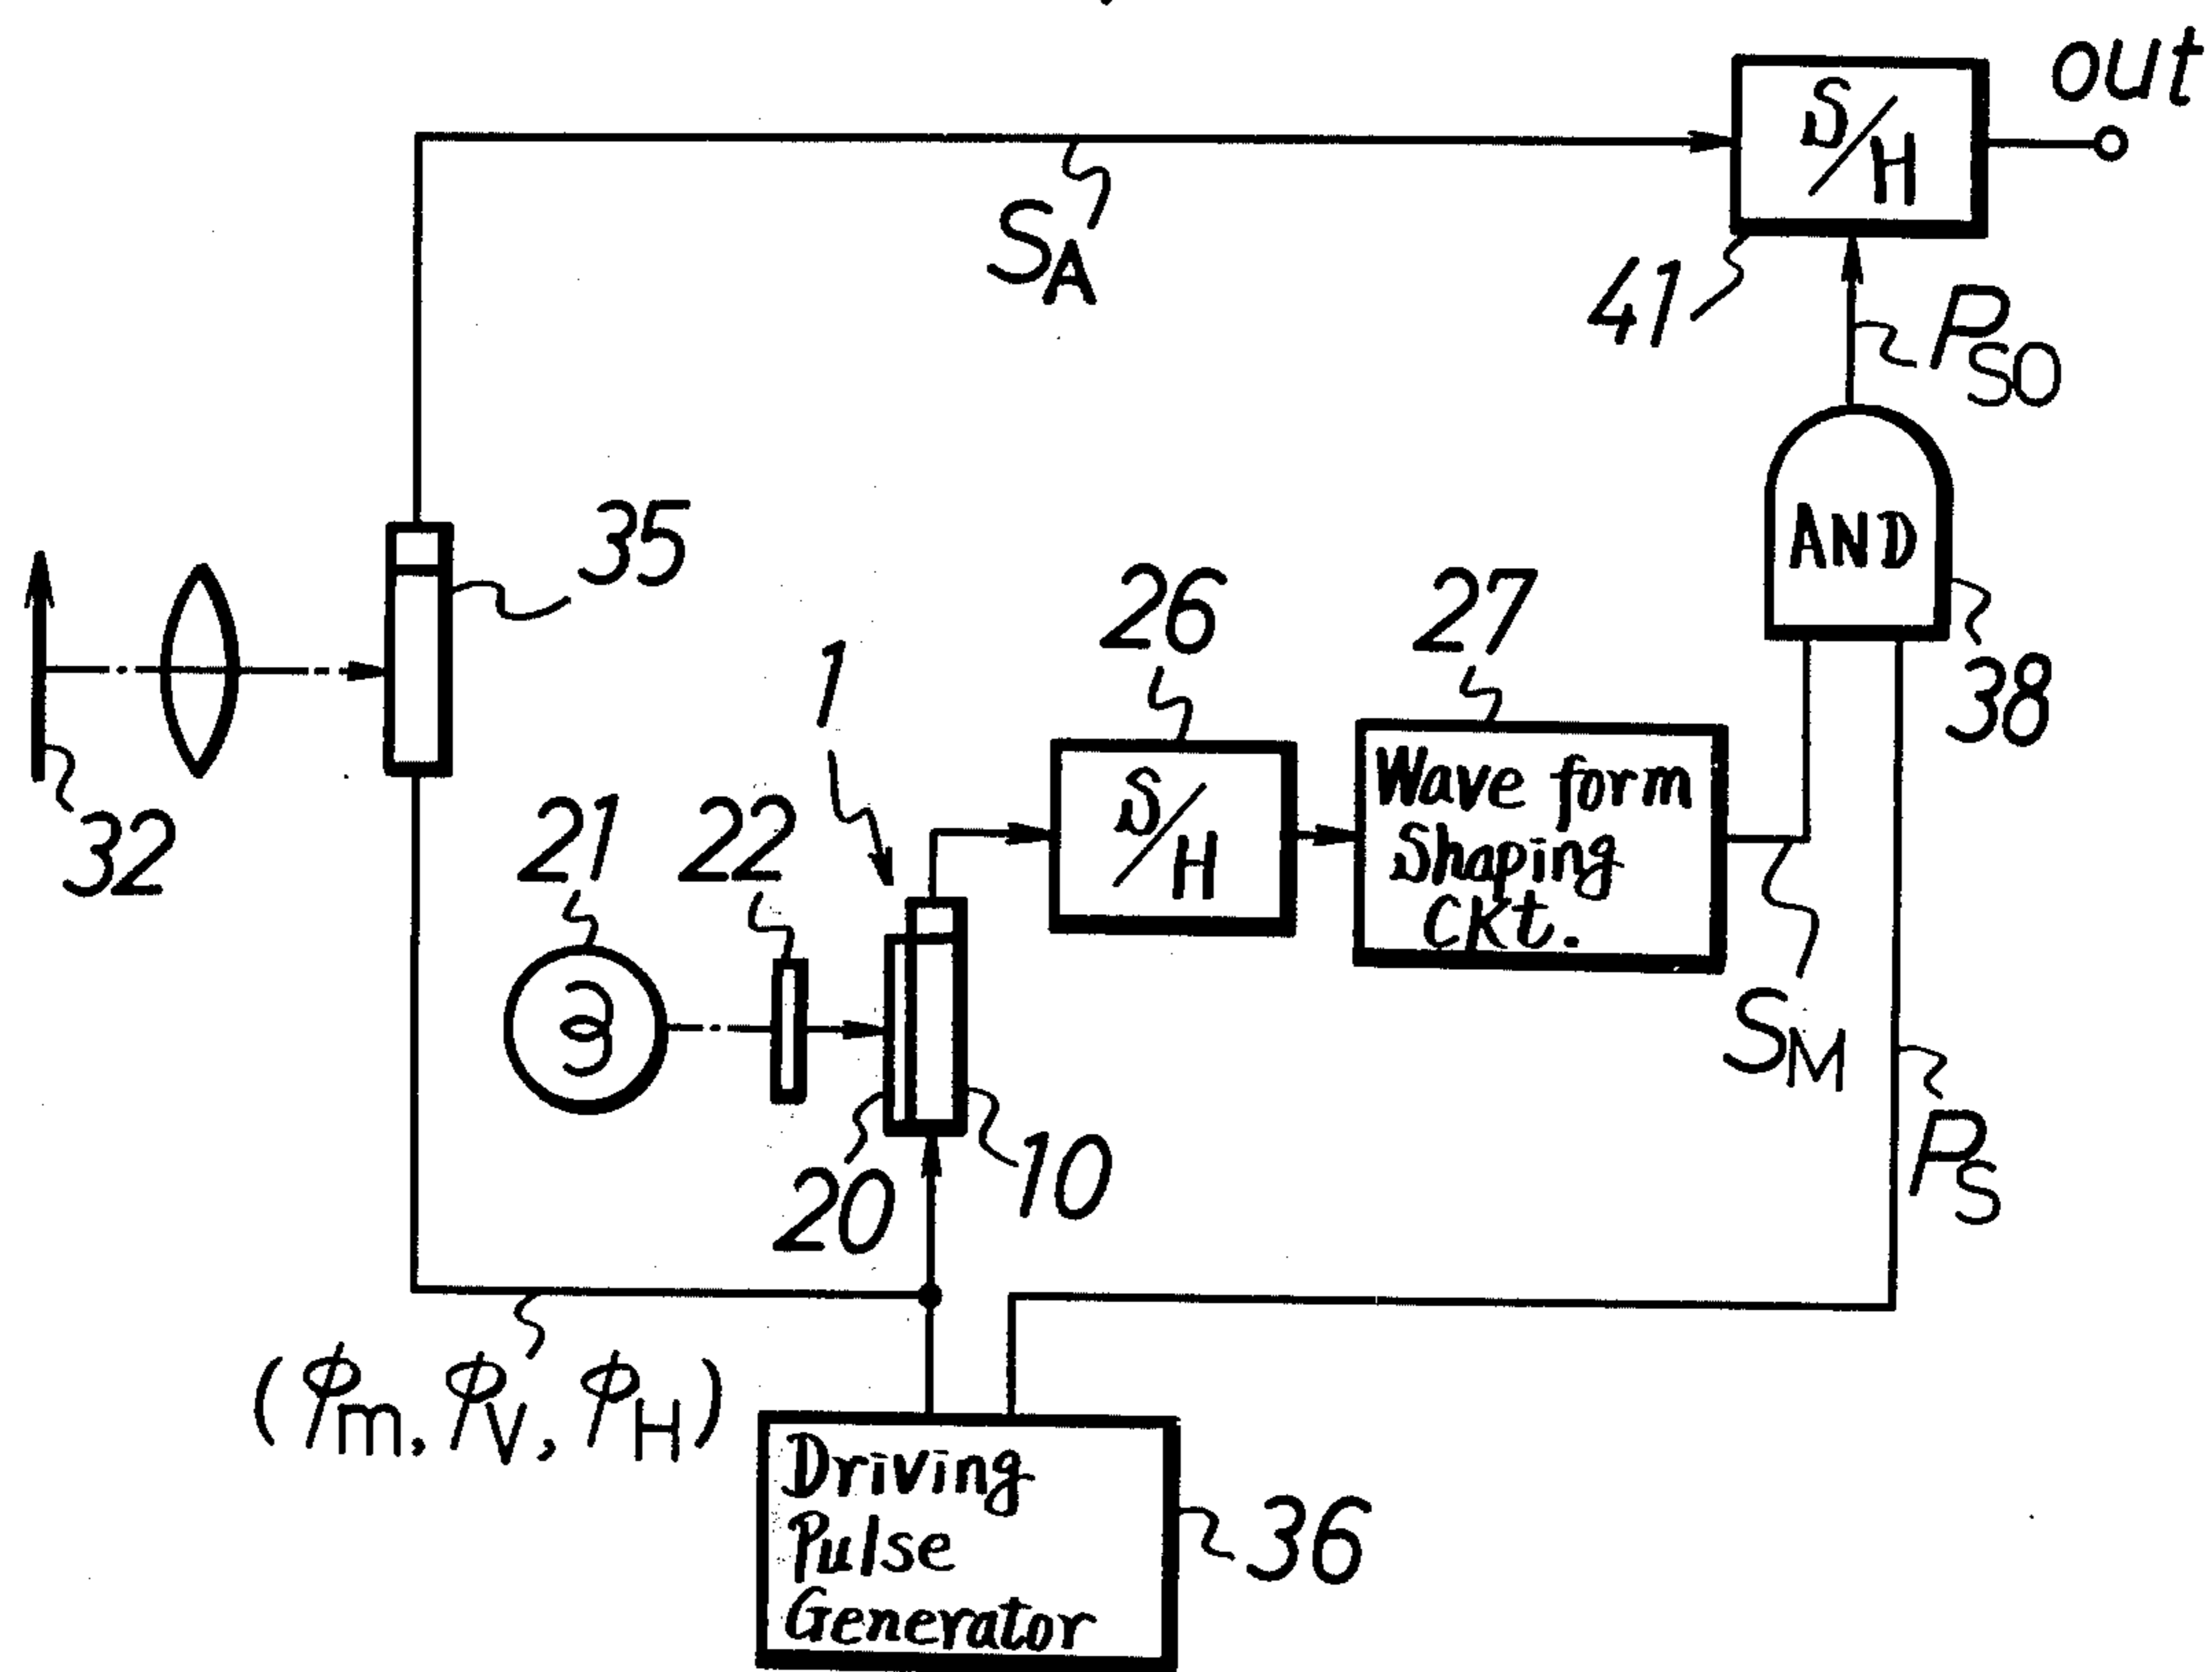 out
S/H
SA
41
PSO
35
AND
26
27
1
38
Wave form
Shaping
CKt.
S/H
32
21
22
SM
PS
20
10
(φm, φV, φH)
Driving
Pulse
Generator
36